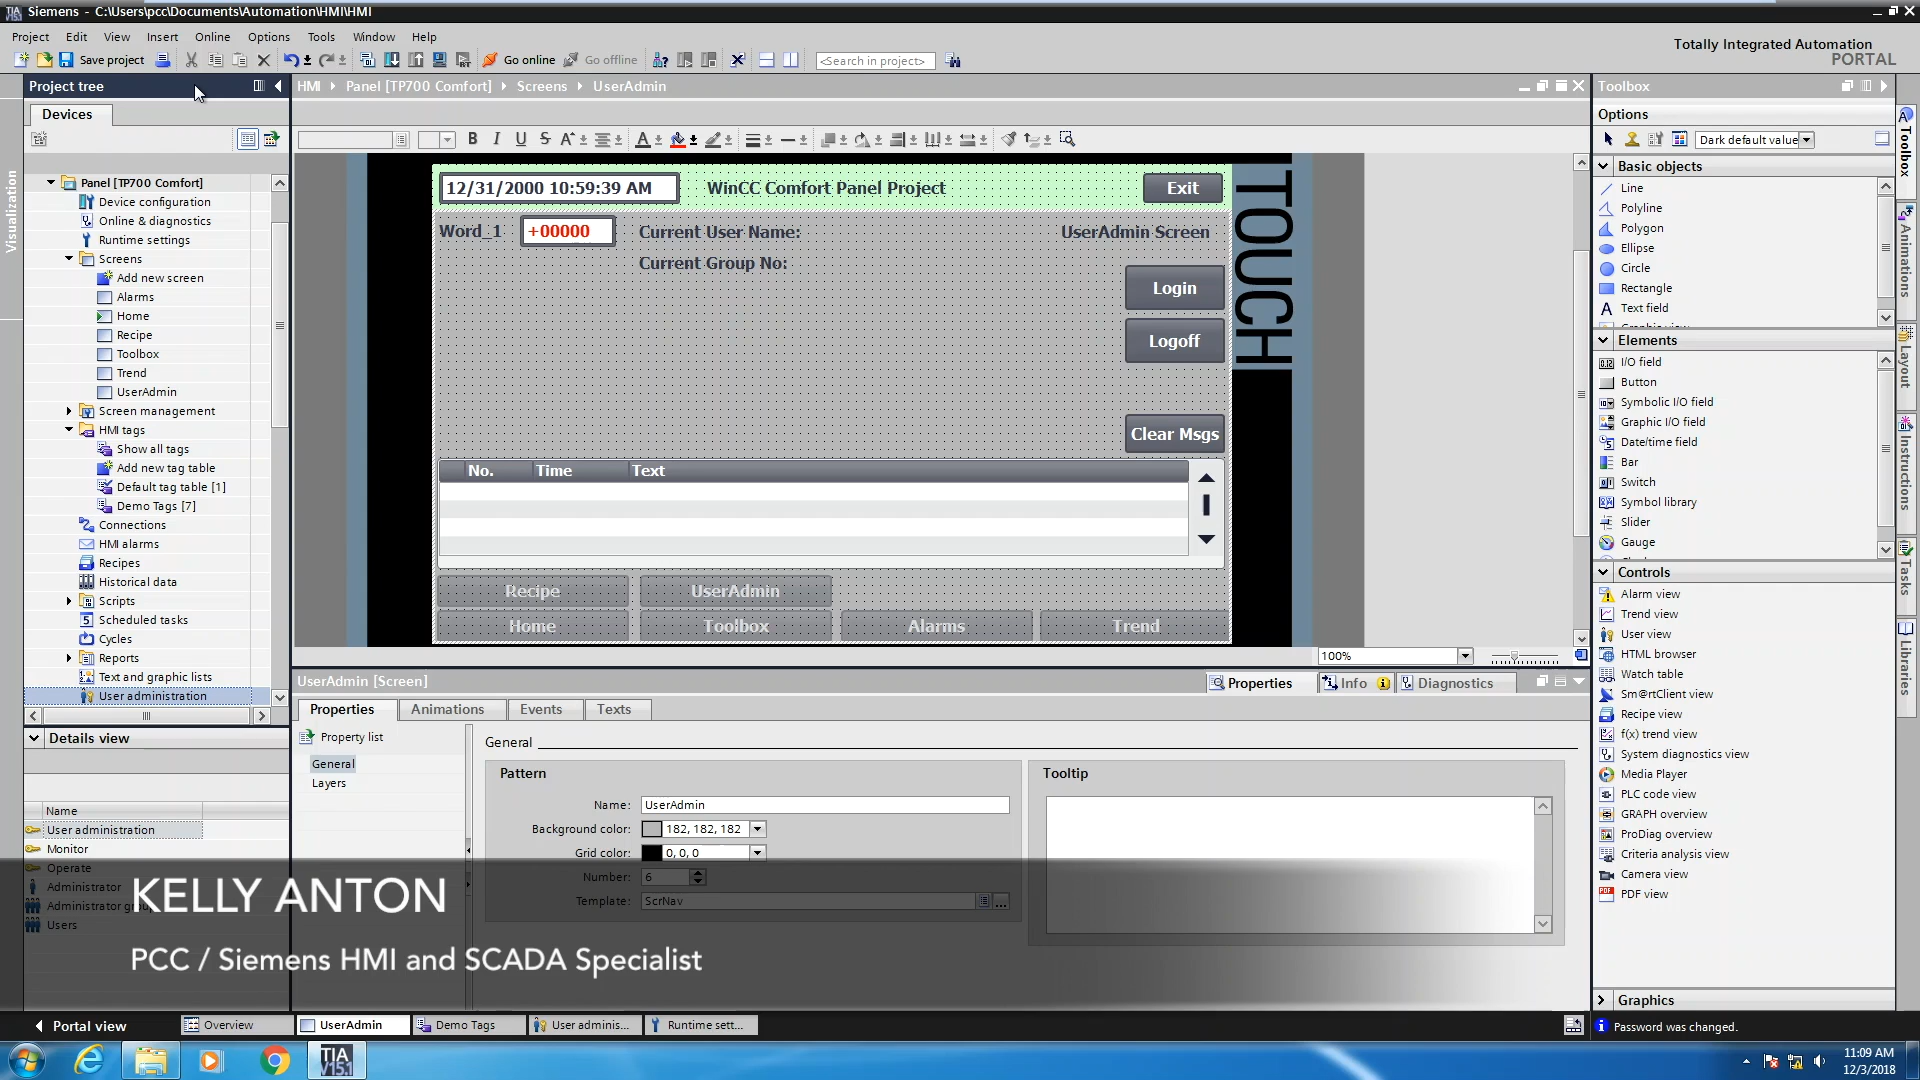 Siemens - C:\Users\pcc\Documents\Automation\HMI\HMI
Project Edit View Insert Online Options Tools Window Help
Totally Integrated Automation
PORTAL
Save project
Go online
Go offline
<Search in project>
Project tree
HMI Panel [TP700 Comfort] Screens UserAdmin
Toolbox
Devices
Options
Dark default value
Visualization
Panel [TP700 Comfort]
Device configuration
Online & diagnostics
Runtime settings
Screens
Add new screen
Alarms
Home
Recipe
Toolbox
Trend
UserAdmin
Screen management
HMI tags
Show all tags
Add new tag table
Default tag table [1]
Demo Tags [7]
Connections
HMI alarms
Recipes
Historical data
Scripts
Scheduled tasks
Cycles
Reports
Text and graphic lists
User administration
12/31/2000 10:59:39 AM
WinCC Comfort Panel Project
Exit
Word_1
+00000
Current User Name:
UserAdmin Screen
Current Group No:
Login
Logoff
Clear Msgs
No. Time Text
Recipe UserAdmin
Home Toolbox Alarms Trend
TOUCH
100%
Basic objects
Line
Polyline
Polygon
Ellipse
Circle
Rectangle
Text field
Elements
I/O field
Button
Symbolic I/O field
Graphic I/O field
Date/time field
Bar
Switch
Symbol library
Slider
Gauge
Controls
Alarm view
Trend view
User view
HTML browser
Watch table
Sm@rtClient view
Recipe view
f(x) trend view
System diagnostics view
Media Player
PLC code view
GRAPH overview
ProDiag overview
Criteria analysis view
Camera view
PDF view
Graphics
Toolbox
Animations
Layout
Instructions
Tasks
Libraries
UserAdmin [Screen]
Properties Info Diagnostics
Properties Animations Events Texts
Property list
General
Layers
General
Pattern
Name: UserAdmin
Background color: 182, 182, 182
Grid color: 0, 0, 0
Number: 6
Template: ScrNav
Tooltip
Details view
Name
User administration
Monitor
Operate
Administrator
Administrator
Users
KELLY ANTON
PCC / Siemens HMI and SCADA Specialist
Portal view
Overview
UserAdmin
Demo Tags
User adminis...
Runtime sett...
Password was changed.
TIA
V15.1
11:09 AM
12/3/2018